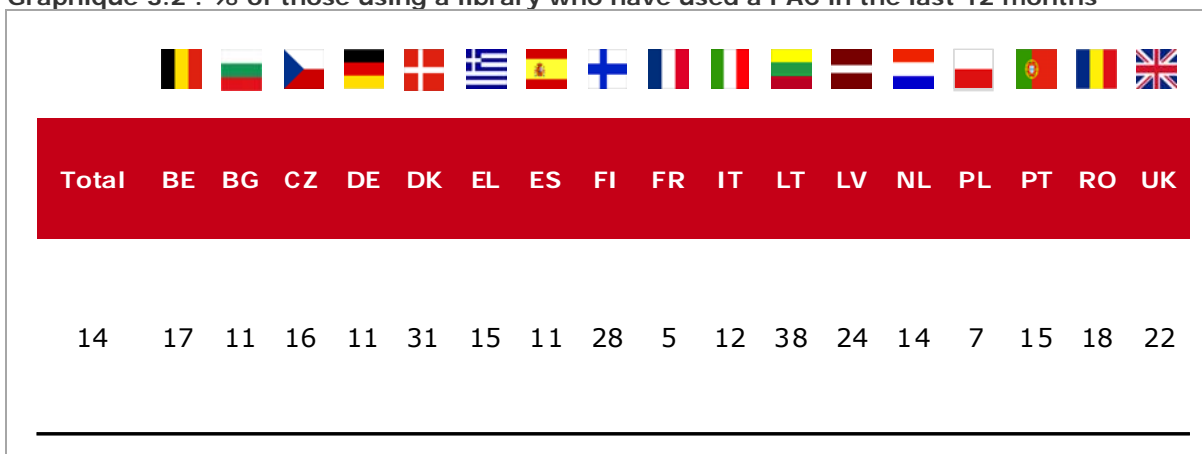 Graphique 3.2 : % of those using a library who have used a PAC in the last 12 months
Total BE BG CZ DE DK EL ES FI FR IT LT LV NL PL PT RO UK
14 17 11 16 11 31 15 11 28 5 12 38 24 14 7 15 18 22